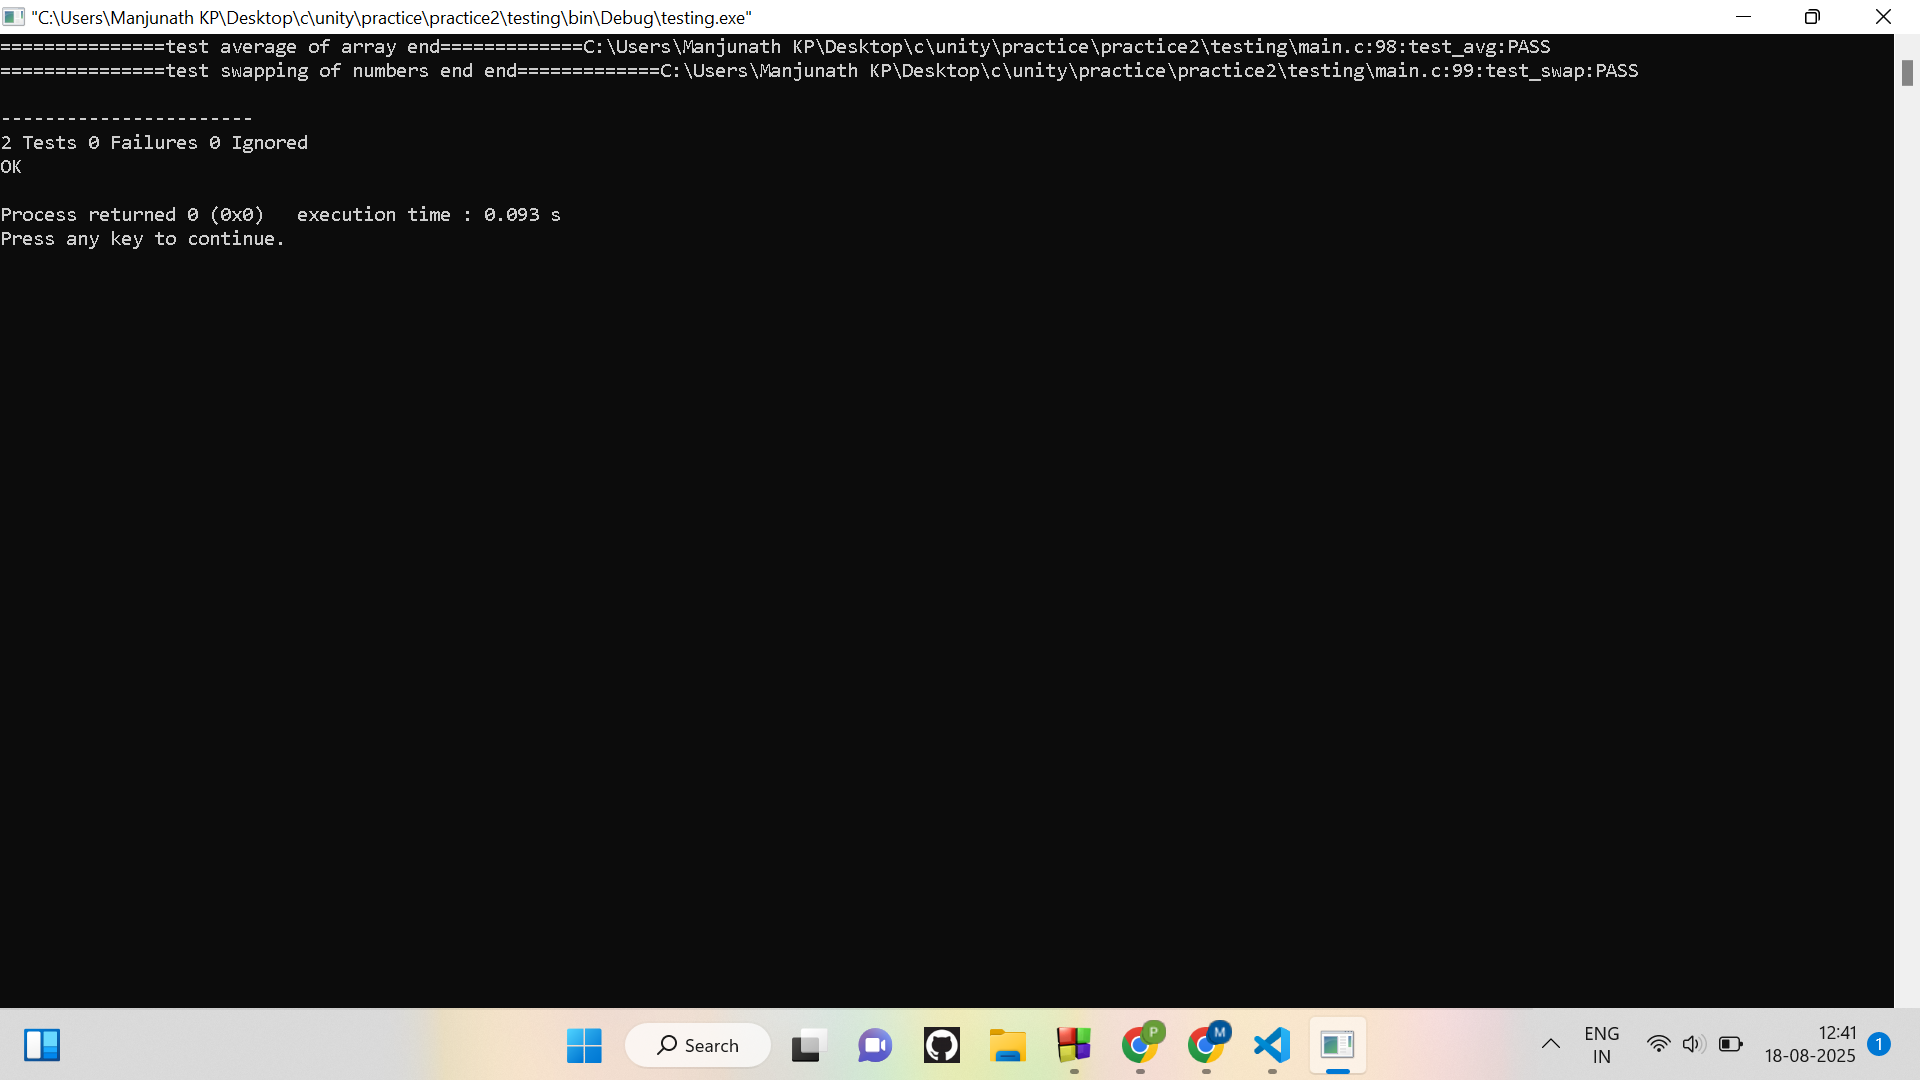 "C:\Users\Manjunath KP\Desktop\c\unity\practice\practice2\testing\bin\Debug\testing.exe"
===============test average of array end=============C:\Users\Manjunath KP\Desktop\c\unity\practice\practice2\testing\main.c:98:test_avg:PASS
===============test swapping of numbers end end=============C:\Users\Manjunath KP\Desktop\c\unity\practice\practice2\testing\main.c:99:test_swap:PASS
-----------------------
2 Tests 0 Failures 0 Ignored
OK
Process returned 0 (0x0)   execution time : 0.093 s
Press any key to continue.
Search
P
M
ENG
IN
12:41
18-08-2025
1